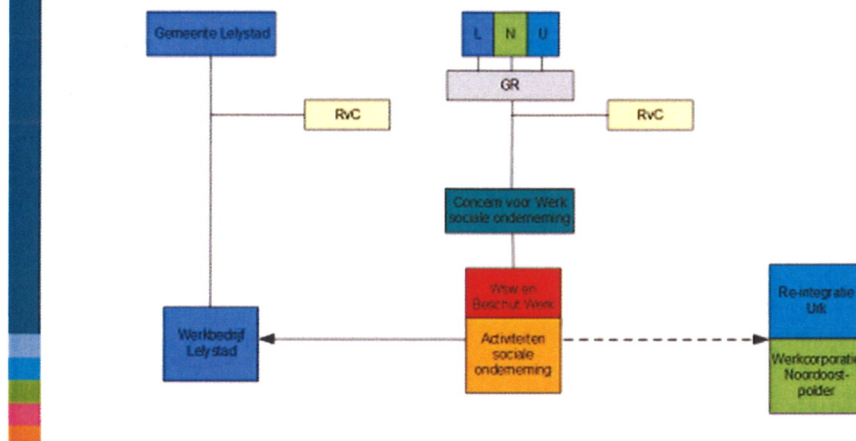 Gemeente Lelystad
L N U
GR
RvC
RvC
Concern voor Werk
sociale onderneming
Wsw en
Beschut Werk
Activiteiten
sociale
onderneming
Werkbedrijf
Lelystad
Re-integratie
Urk
Werkcorporatie
Noordoost-
polder